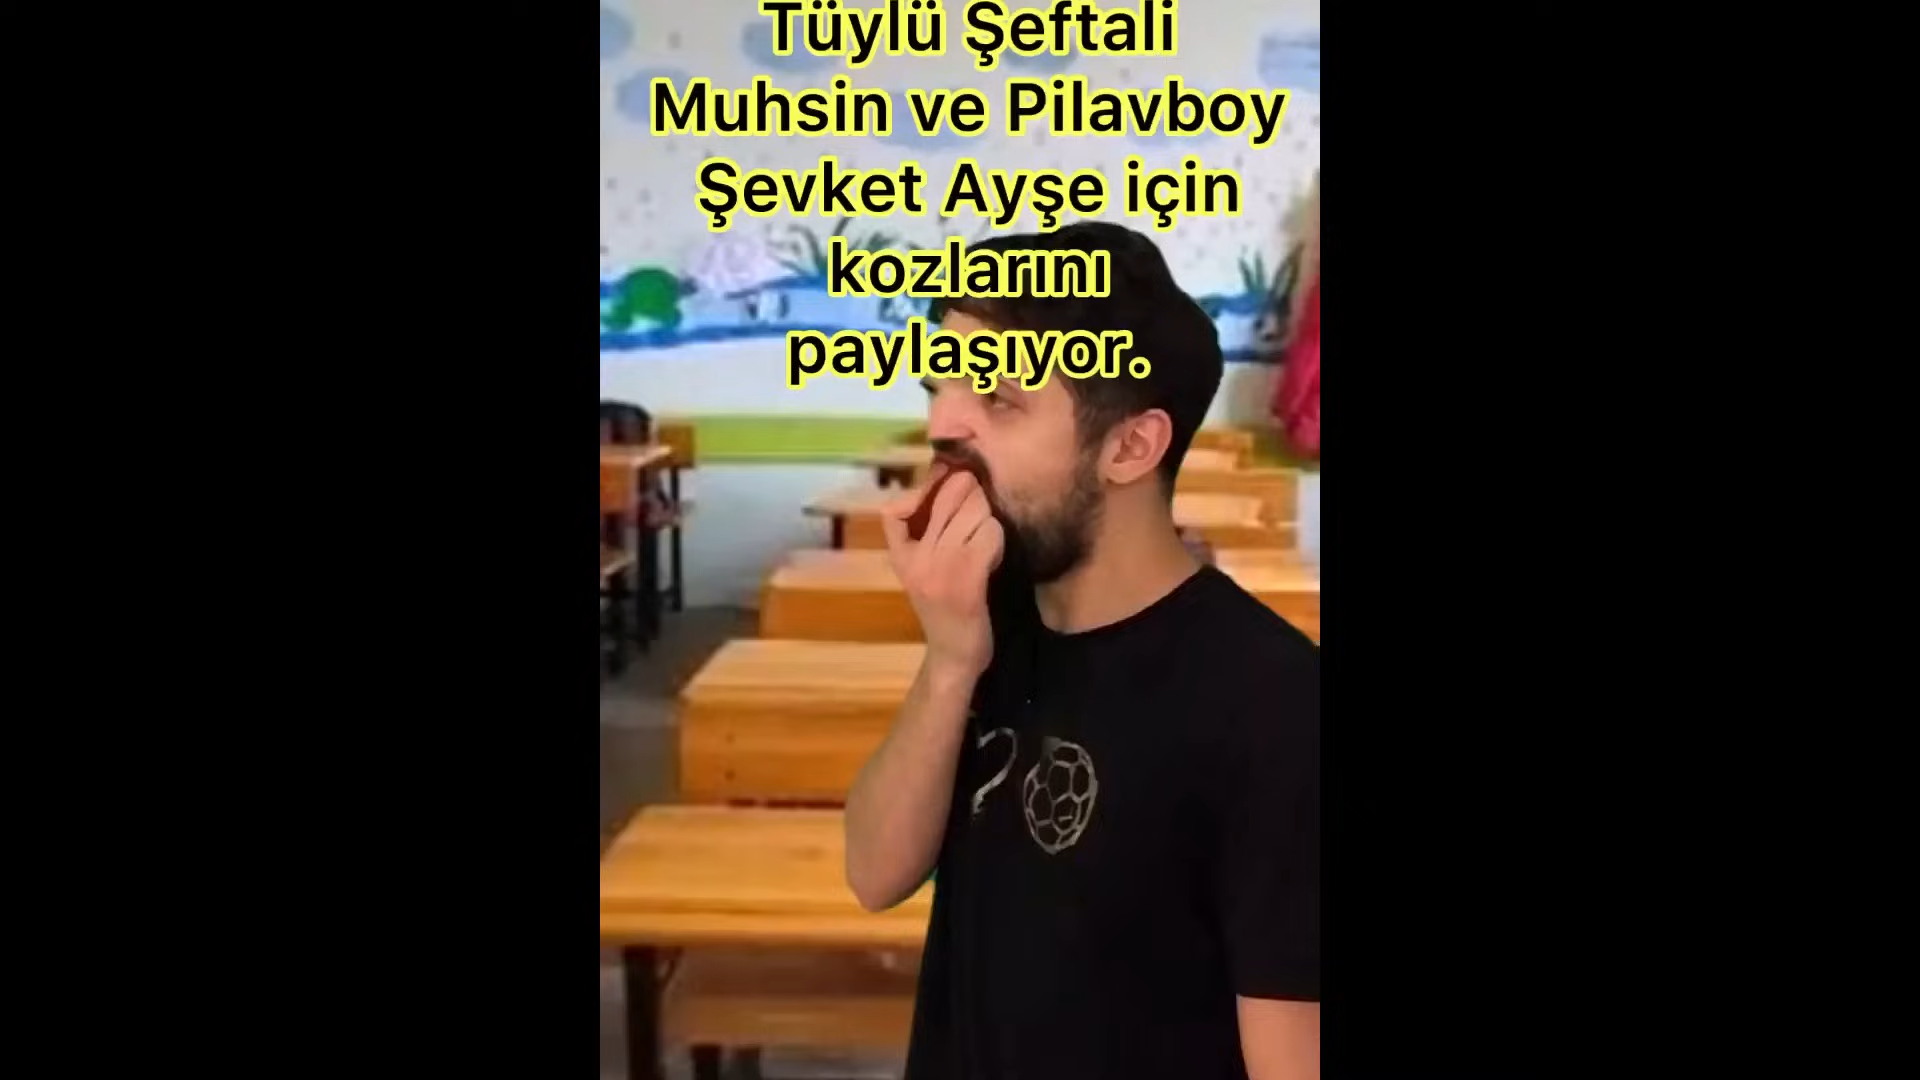 Tüylü Şeftali
Muhsin ve Pilavboy
Şevket Ayşe için
kozlarını
paylaşıyor.